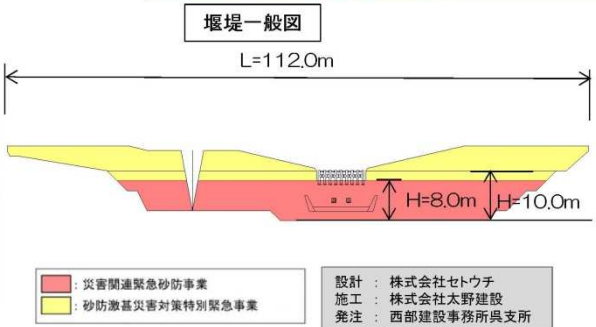 堰堤一般図
L=112.0m
H=8.0m
H=10.0m
：災害関連緊急砂防事業
：砂防激甚災害対策特別緊急事業
設計 ： 株式会社セトウチ
施工 ： 株式会社太野建設
発注 ： 西部建設事務所呉支所